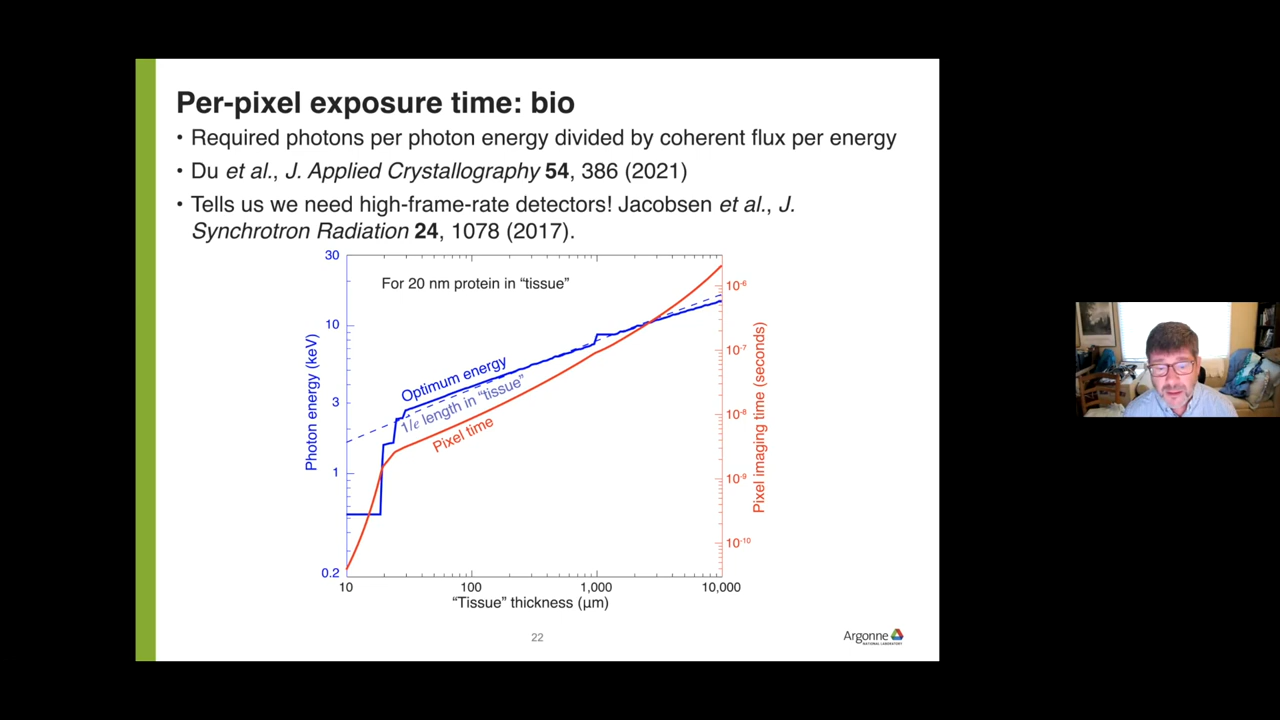 Per-pixel exposure time: bio
• Required photons per photon energy divided by coherent flux per energy
• Du et al., J. Applied Crystallography 54, 386 (2021)
• Tells us we need high-frame-rate detectors! Jacobsen et al., J.
Synchrotron Radiation 24, 1078 (2017).
For 20 nm protein in “tissue”
30
10
3
1
0.2
Photon energy (keV)
Optimum energy
1/e length in “tissue”
Pixel time
10-6
10-7
10-8
10-9
10-10
Pixel imaging time (seconds)
10
100
1,000
10,000
“Tissue” thickness (µm)
22
Argonne
NATIONAL LABORATORY